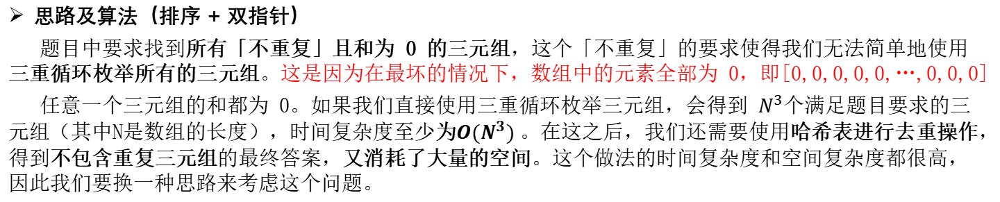 ➢ 思路及算法（排序 + 双指针）
题目中要求找到所有「不重复」且和为 0 的三元组，这个「不重复」的要求使得我们无法简单地使用
三重循环枚举所有的三元组。这是因为在最坏的情况下，数组中的元素全部为 0，即[0,0,0,0,0,⋯,0,0,0]
任意一个三元组的和都为 0。如果我们直接使用三重循环枚举三元组，会得到 N³个满足题目要求的三
元组（其中N是数组的长度），时间复杂度至少为O(N³) 。在这之后，我们还需要使用哈希表进行去重操作，
得到不包含重复三元组的最终答案，又消耗了大量的空间。这个做法的时间复杂度和空间复杂度都很高，
因此我们要换一种思路来考虑这个问题。